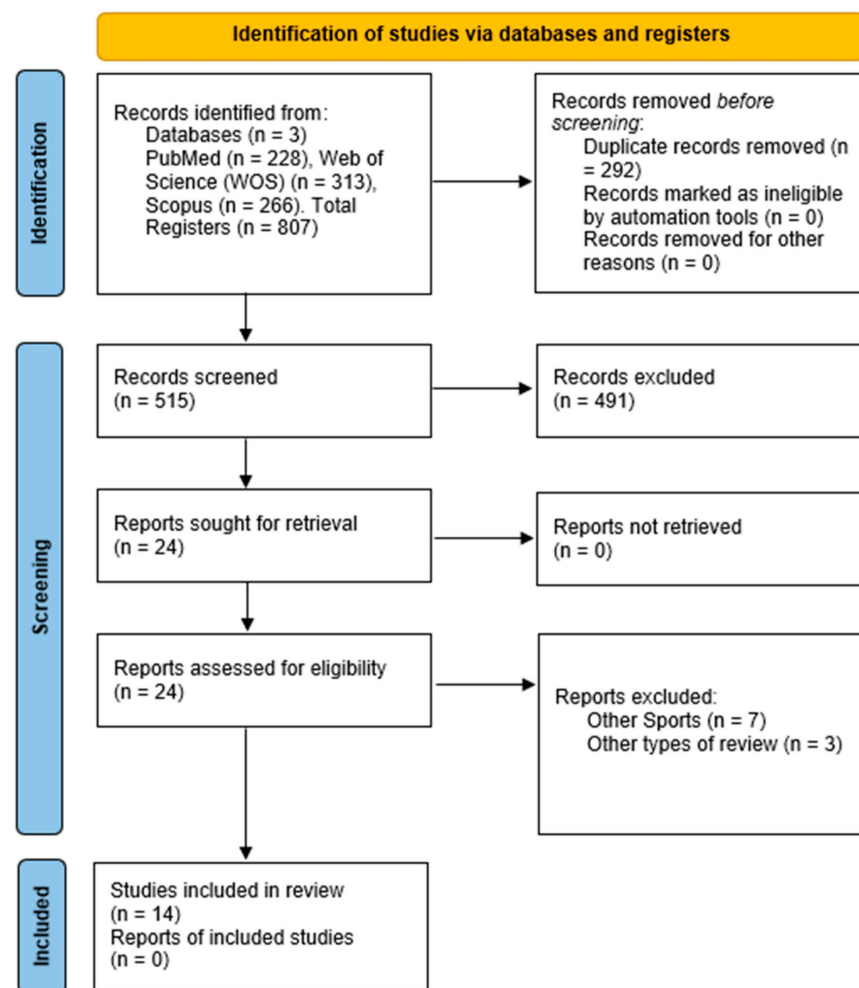 Identification of studies via databases and registers
Identification
Records identified from:
Databases (n = 3)
PubMed (n = 228), Web of
Science (WOS) (n = 313),
Scopus (n = 266). Total
Registers (n = 807)
Records removed before
screening:
Duplicate records removed (n
= 292)
Records marked as ineligible
by automation tools (n = 0)
Records removed for other
reasons (n = 0)
Screening
Records screened
(n = 515)
Records excluded
(n = 491)
Reports sought for retrieval
(n = 24)
Reports not retrieved
(n = 0)
Reports assessed for eligibility
(n = 24)
Reports excluded:
Other Sports (n = 7)
Other types of review (n = 3)
Included
Studies included in review
(n = 14)
Reports of included studies
(n = 0)